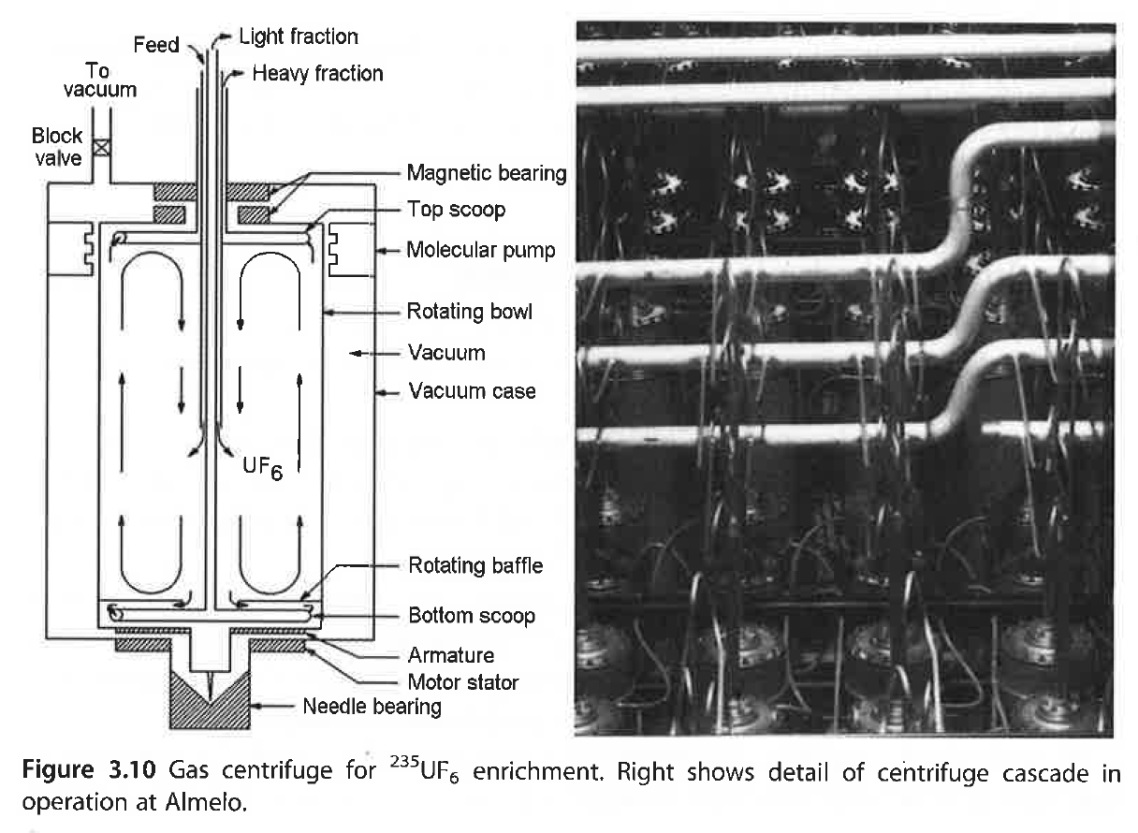 Feed
Light fraction
Heavy fraction
To
vacuum
Block
valve
Magnetic bearing
Top scoop
Molecular pump
Rotating bowl
Vacuum
Vacuum case
UF₆
Rotating baffle
Bottom scoop
Armature
Motor stator
Needle bearing
Figure 3.10 Gas centrifuge for ²³⁵UF₆ enrichment. Right shows detail of centrifuge cascade in
operation at Almelo.